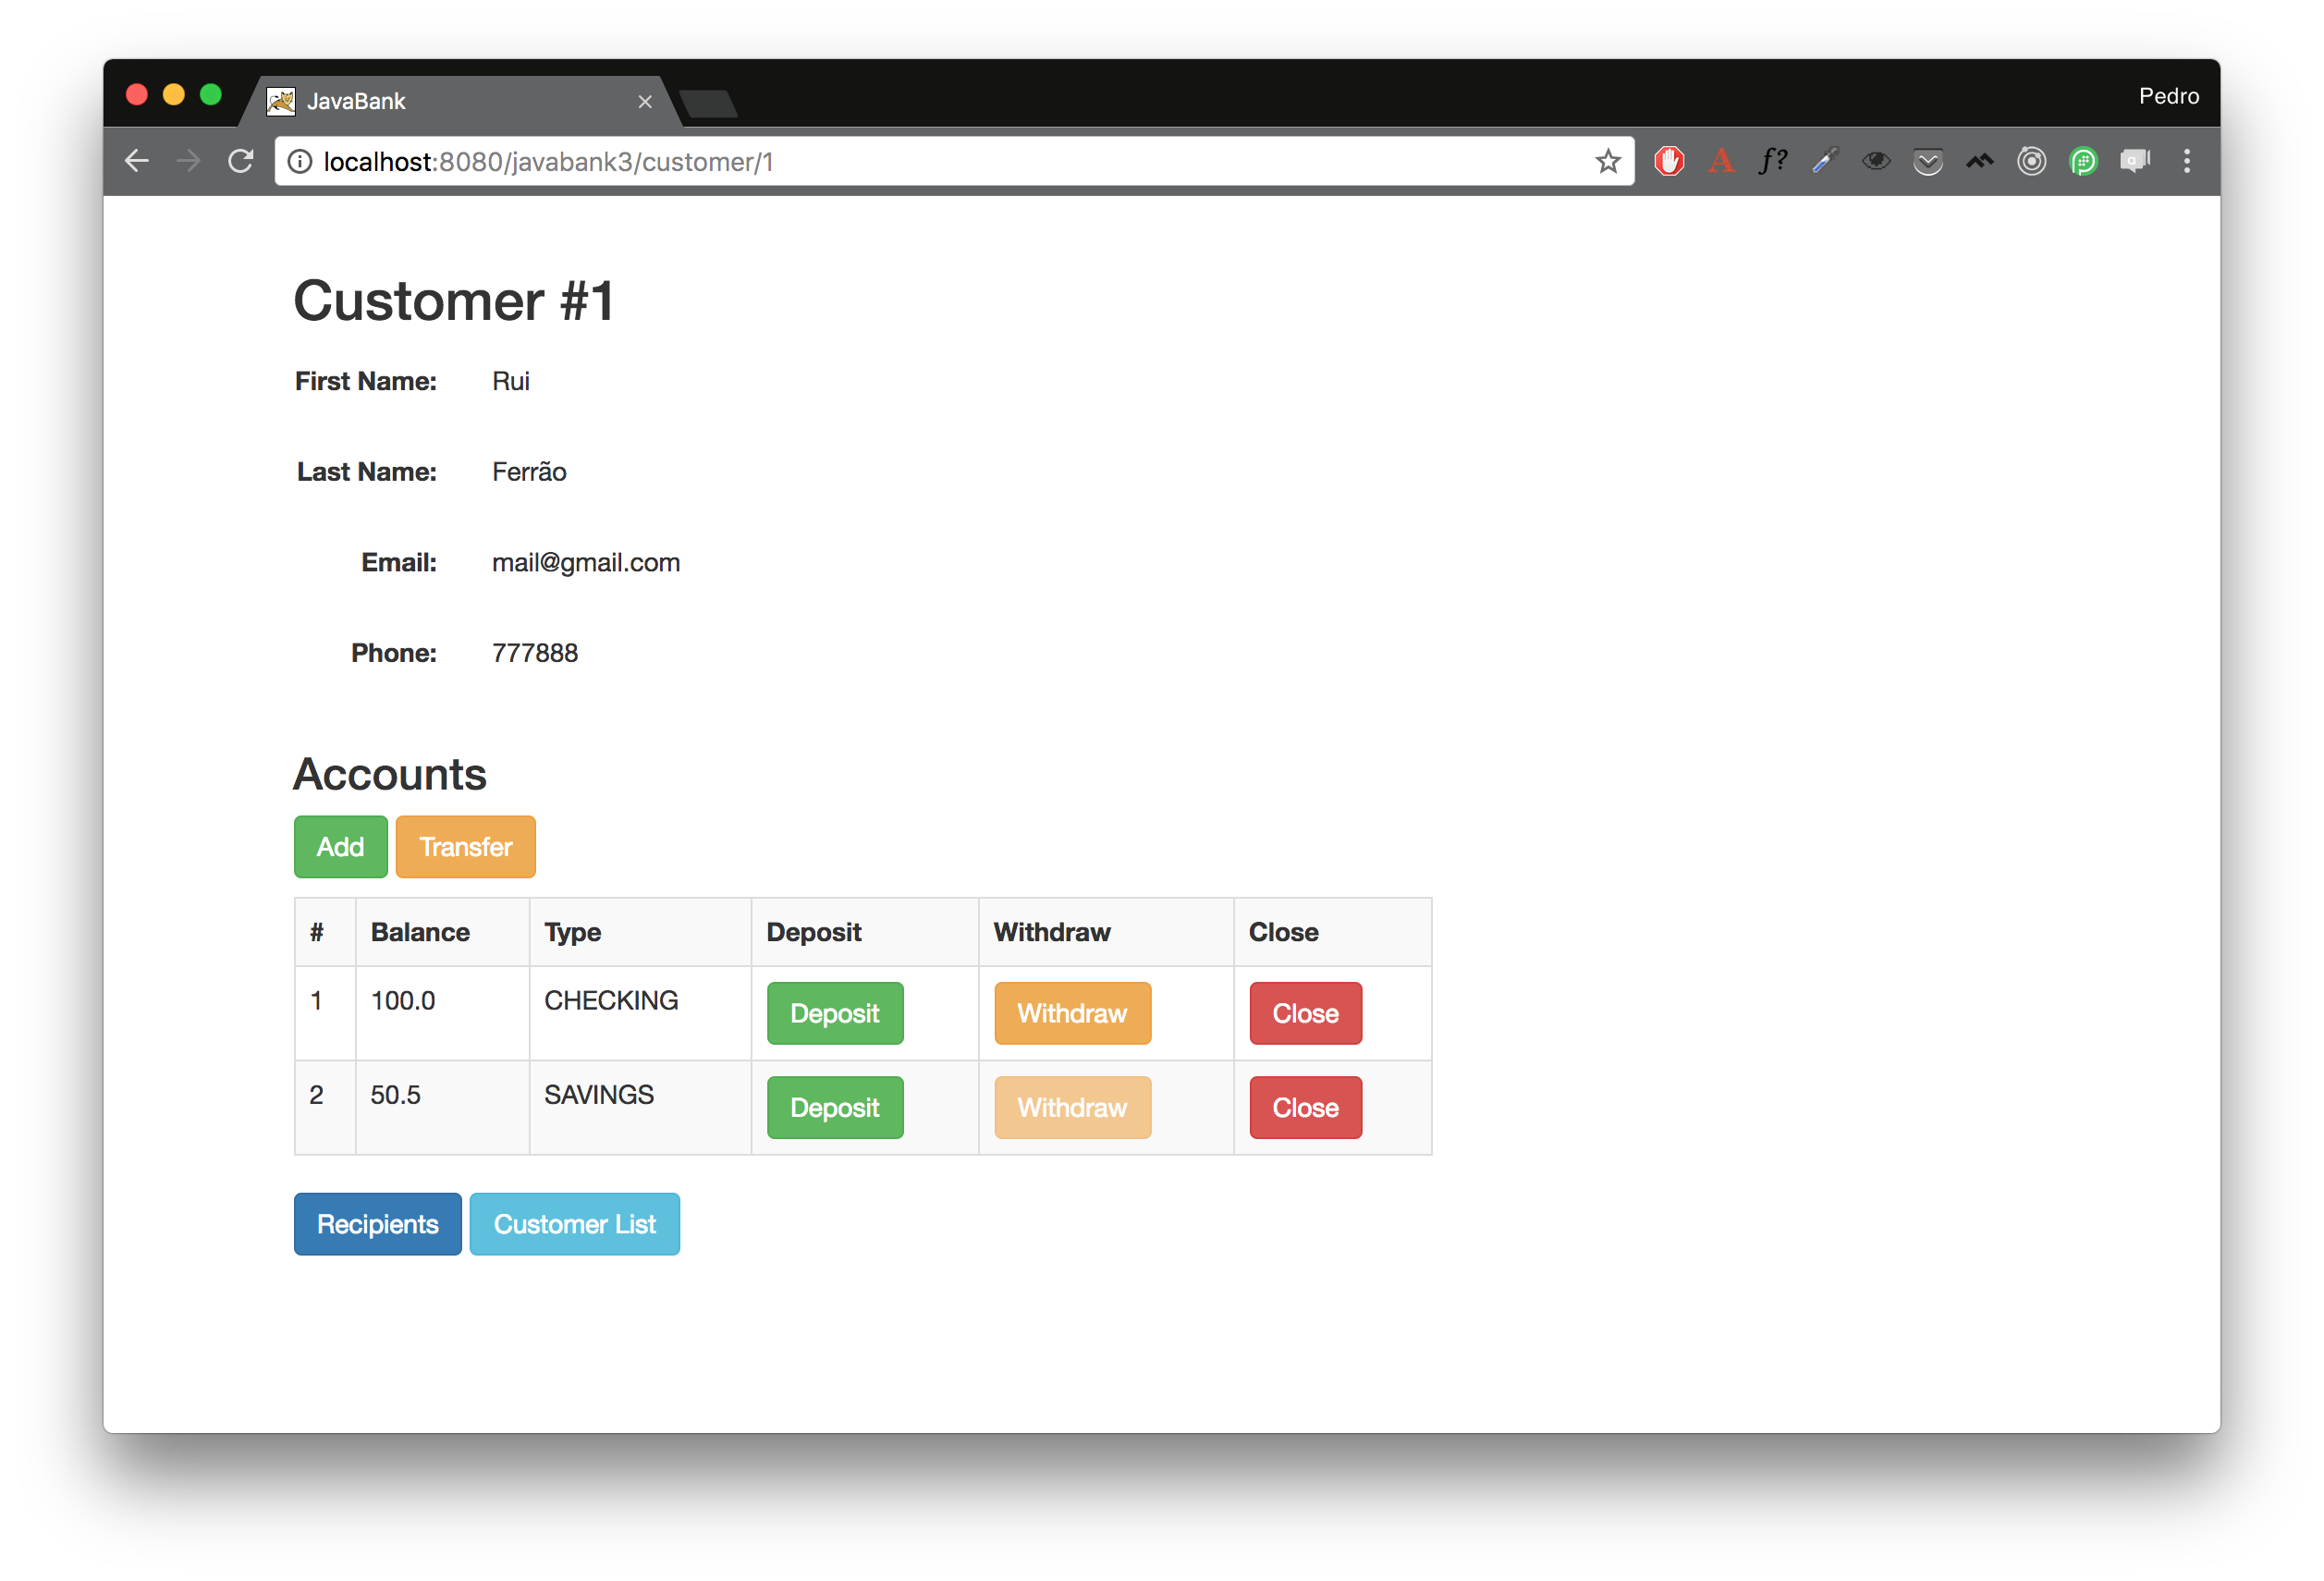 JavaBank
Pedro
localhost:8080/javabank3/customer/1
Customer #1
First Name: Rui
Last Name: Ferrão
Email: mail@gmail.com
Phone: 777888
Accounts
Add Transfer
# Balance Type Deposit Withdraw Close
1 100.0 CHECKING Deposit Withdraw Close
2 50.5 SAVINGS Deposit Withdraw Close
Recipients Customer List